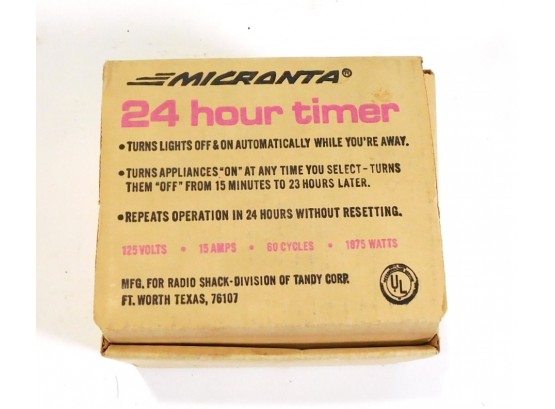 MICRONTA®
24 hour timer
• TURNS LIGHTS OFF & ON AUTOMATICALLY WHILE YOU'RE AWAY.
• TURNS APPLIANCES "ON" AT ANY TIME YOU SELECT - TURNS
THEM "OFF" FROM 15 MINUTES TO 23 HOURS LATER.
• REPEATS OPERATION IN 24 HOURS WITHOUT RESETTING.
125 VOLTS • 15 AMPS • 60 CYCLES • 1875 WATTS
MFG. FOR RADIO SHACK-DIVISION OF TANDY CORP.
FT. WORTH TEXAS, 76107
UL